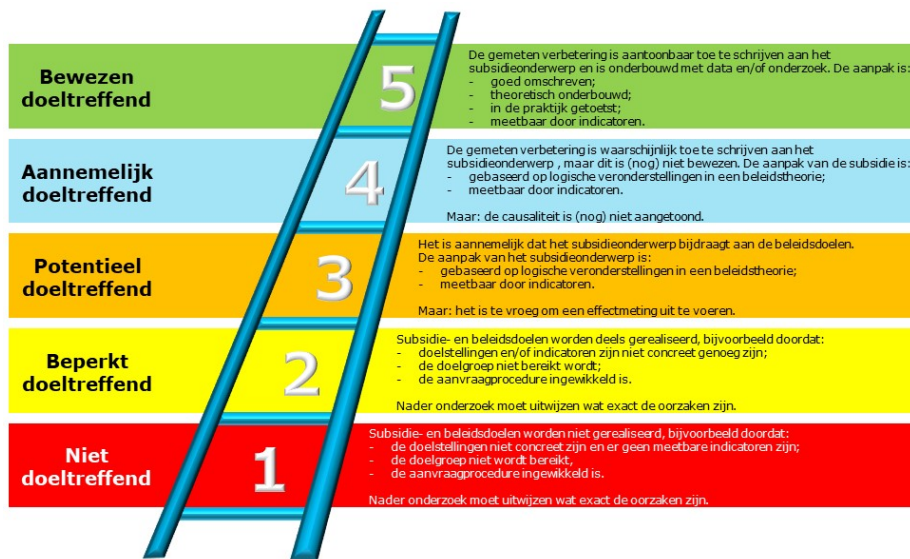 Bewezen
doeltreffend
5
De gemeten verbetering is aantoonbaar toe te schrijven aan het
subsidieonderwerp en is onderbouwd met data en/of onderzoek. De aanpak is:
- goed omschreven;
- theoretisch onderbouwd;
- in de praktijk getoetst;
- meetbaar door indicatoren.
Aannemelijk
doeltreffend
4
De gemeten verbetering is waarschijnlijk toe te schrijven aan het
subsidieonderwerp , maar dit is (nog) niet bewezen. De aanpak van de subsidie is:
- gebaseerd op logische veronderstellingen in een beleidstheorie;
- meetbaar door indicatoren.
Maar: de causaliteit is (nog) niet aangetoond.
Potentieel
doeltreffend
3
Het is aannemelijk dat het subsidieonderwerp bijdraagt aan de beleidsdoelen.
De aanpak van het subsidieonderwerp is:
- gebaseerd op logische veronderstellingen in een beleidstheorie;
- meetbaar door indicatoren.
Maar: het is te vroeg om een effectmeting uit te voeren.
Beperkt
doeltreffend
2
Subsidie- en beleidsdoelen worden deels gerealiseerd, bijvoorbeeld doordat:
- doelstellingen en/of indicatoren zijn niet concreet genoeg zijn;
- de doelgroep niet bereikt wordt;
- de aanvraagprocedure ingewikkeld is.
Nader onderzoek moet uitwijzen wat exact de oorzaken zijn.
Niet
doeltreffend
1
Subsidie- en beleidsdoelen worden niet gerealiseerd, bijvoorbeeld doordat:
- de doelstellingen niet concreet zijn en er geen meetbare indicatoren zijn;
- de doelgroep niet wordt bereikt,
- de aanvraagprocedure ingewikkeld is.
Nader onderzoek moet uitwijzen wat exact de oorzaken zijn.